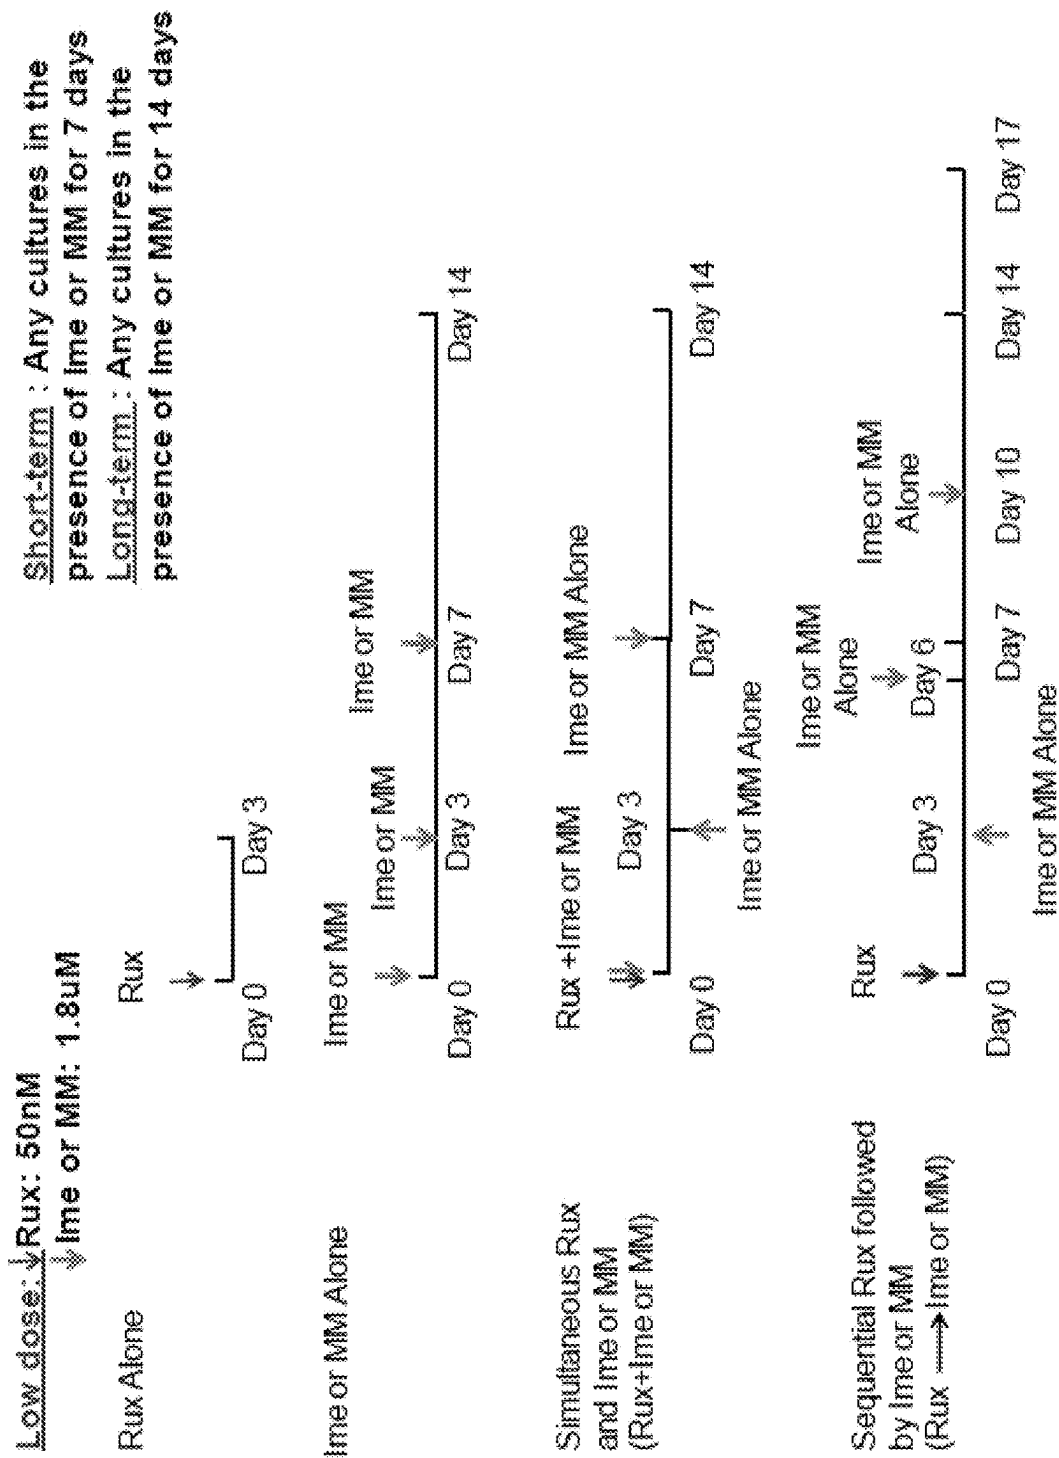 Low dose: Rux: 50nM
Ime or MM: 1.8uM
Short-term : Any cultures in the
presence of Ime or MM for 7 days
Long-term : Any cultures in the
presence of Ime or MM for 14 days
Rux Alone
Rux
Day 0
Day 3
Ime or MM Alone
Ime or MM
Ime or MM
Ime or MM
Day 0
Day 3
Day 7
Day 14
Simultaneous Rux
and Ime or MM
(Rux+Ime or MM)
Rux +Ime or MM
Ime or MM Alone
Day 3
Day 0
Day 7
Day 14
Ime or MM Alone
Sequential Rux followed
by Ime or MM
(Rux ⟶Ime or MM)
Rux
Ime or MM
Alone
Ime or MM
Alone
Day 3
Day 6
Day 0
Day 7
Day 10
Day 14
Day 17
Ime or MM Alone